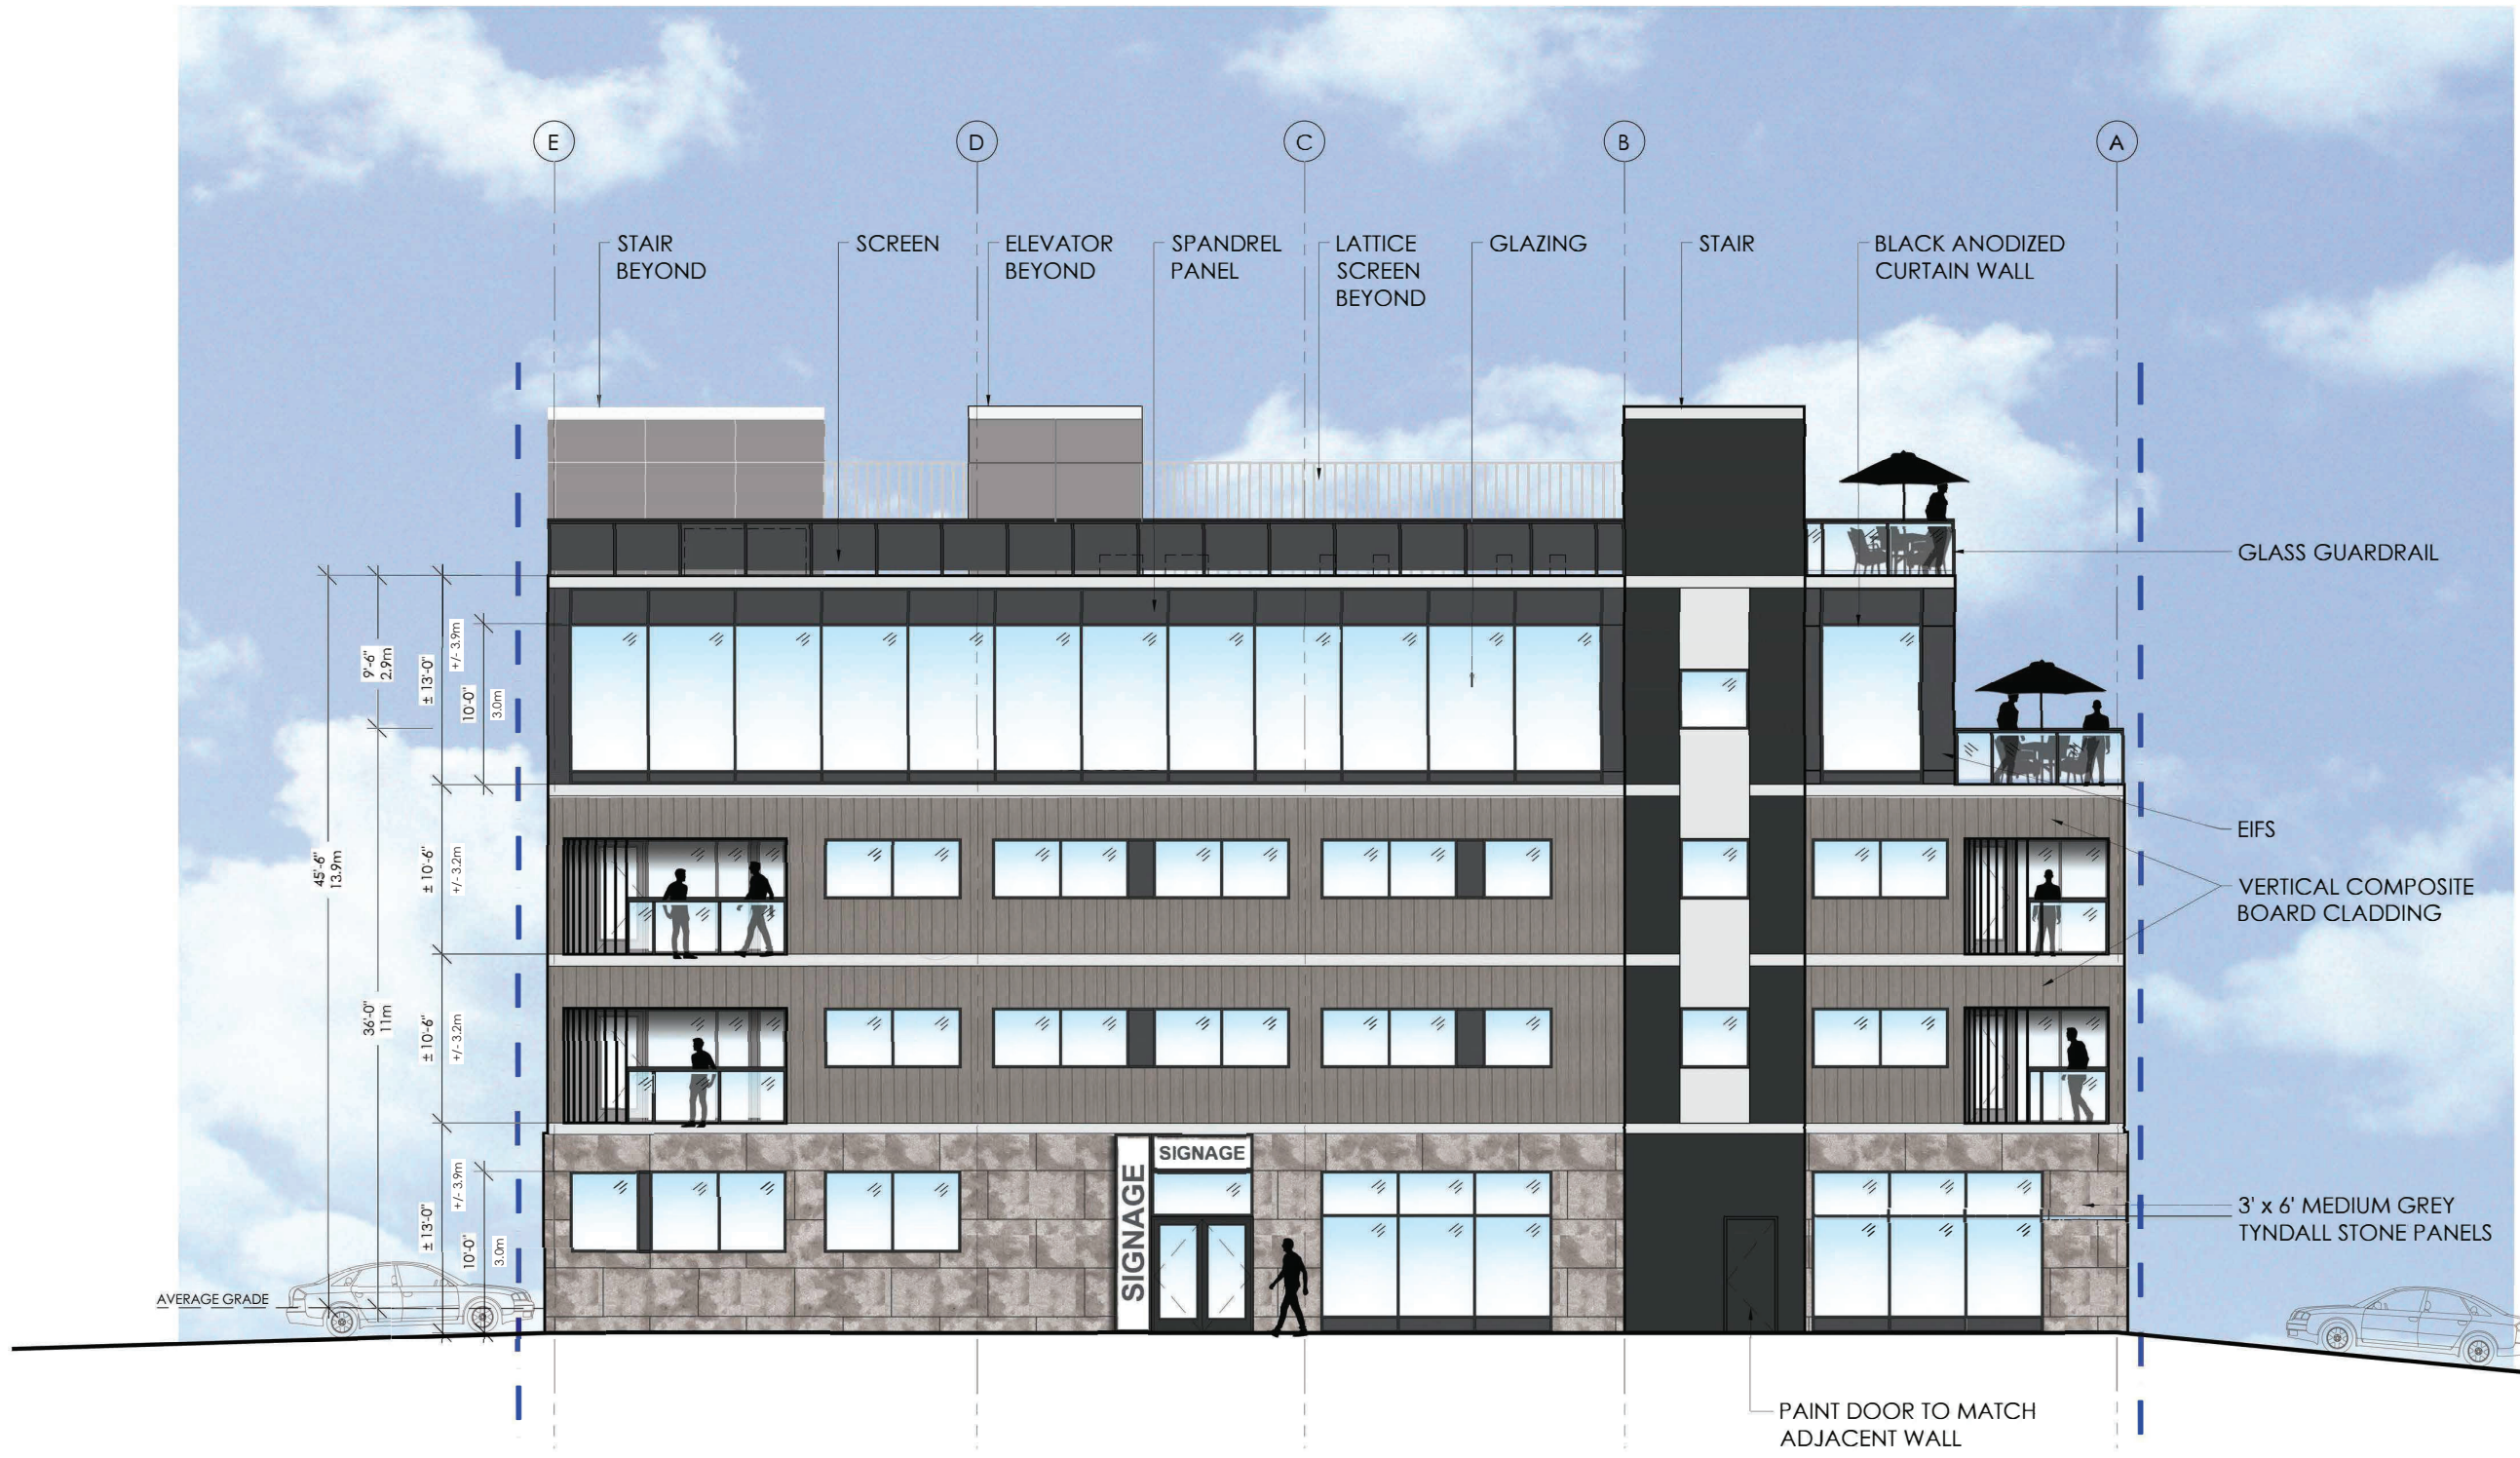 E
D
C
B
A
STAIR
BEYOND
SCREEN
ELEVATOR
BEYOND
SPANDREL
PANEL
LATTICE
SCREEN
BEYOND
GLAZING
STAIR
BLACK ANODIZED
CURTAIN WALL
GLASS GUARDRAIL
EIFS
VERTICAL COMPOSITE
BOARD CLADDING
3' x 6' MEDIUM GREY
TYNDALL STONE PANELS
45'-6"
13.9m
9'-6"
2.9m
36'-0"
11m
± 13'-0"
+/- 3.9m
10'-0"
3.0m
± 10'-6"
+/- 3.2m
± 10'-6"
+/- 3.2m
± 13'-0"
+/- 3.9m
10'-0"
3.0m
AVERAGE GRADE
SIGNAGE
SIGNAGE
PAINT DOOR TO MATCH
ADJACENT WALL